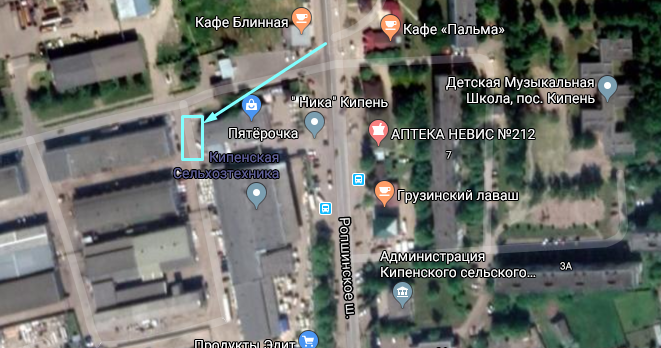 Кафе Блинная
Кафе «Пальма»
Детская Музыкальная
Школа, пос. Кипень
"Ника" Кипень
Пятёрочка
АПТЕКА НЕВИС №212
7
Кипенская
Сельхозтехника
Грузинский лаваш
Ропшинское ш.
Администрация
Кипенского сельского...
3А
Продукты Элит